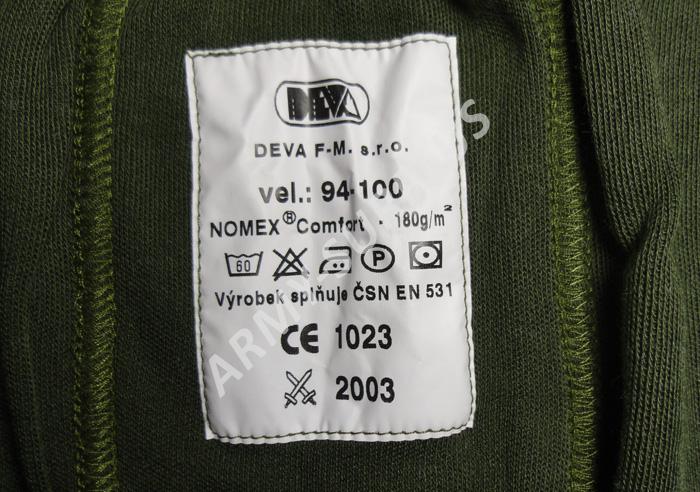 DEVA
DEVA F-M. s.r.o.
vel.: 94-100
NOMEX®Comfort - 180g/m²
60 P
Výrobek splňuje ČSN EN 531
CE 1023
2003